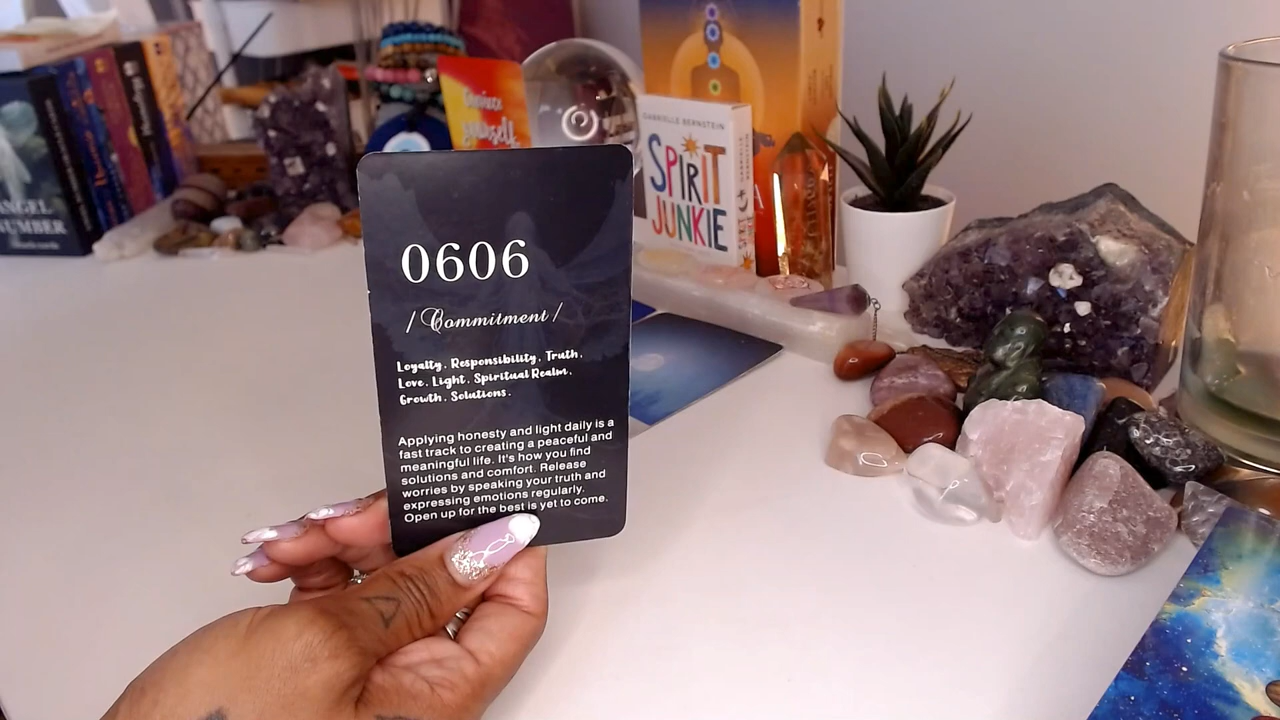 0606
/ Commitment /
Loyalty. Responsibility. Truth.
Love. Light. Spiritual Realm.
Growth. Solutions.
Applying honesty and light daily is a
fast track to creating a peaceful and
meaningful life. It's how you find
solutions and comfort. Release
worries by speaking your truth and
expressing emotions regularly.
Open up for the best is yet to come.
GABRIELLE BERNSTEIN
SPIRIT
JUNKIE
ANGEL
NUMBER
yourself